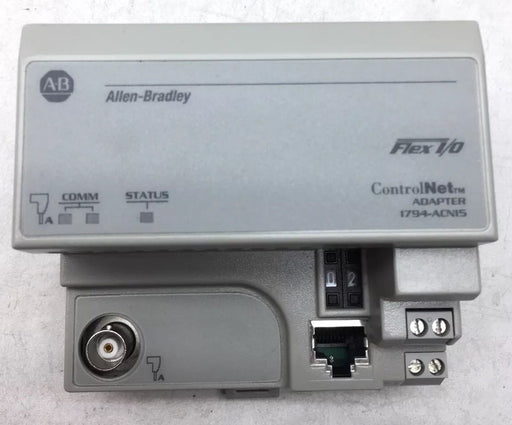 AB
Allen-Bradley
Flex I/O
COMM
STATUS
ControlNet™
ADAPTER
1794-ACN15
A
0 2
A